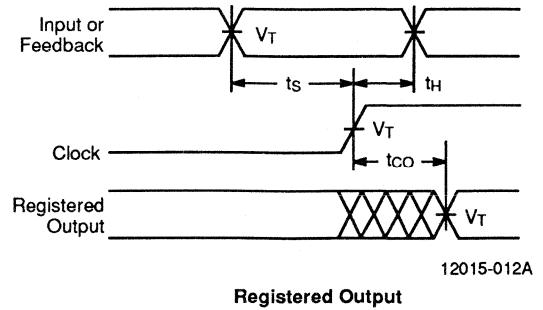 Input or
Feedback
VT
tS
tH
VT
Clock
tCO
Registered
Output
VT
12015-012A
Registered Output